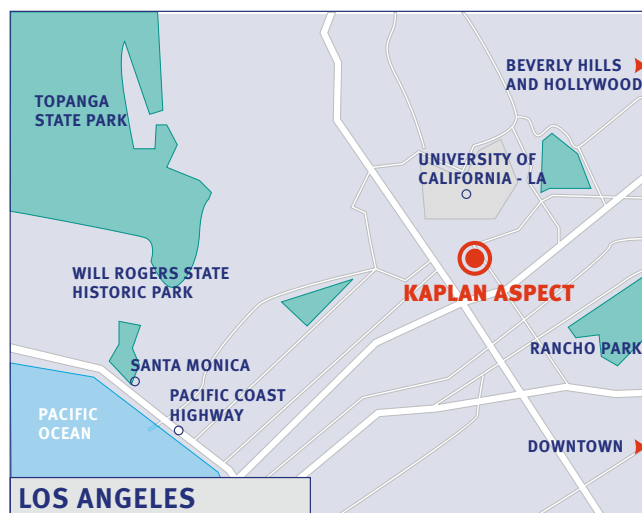 BEVERLY HILLS
AND HOLLYWOOD
TOPANGA
STATE PARK
UNIVERSITY OF
CALIFORNIA - LA
WILL ROGERS STATE
HISTORIC PARK
KAPLAN ASPECT
RANCHO PARK
SANTA MONICA
PACIFIC COAST
HIGHWAY
PACIFIC
OCEAN
DOWNTOWN
LOS ANGELES